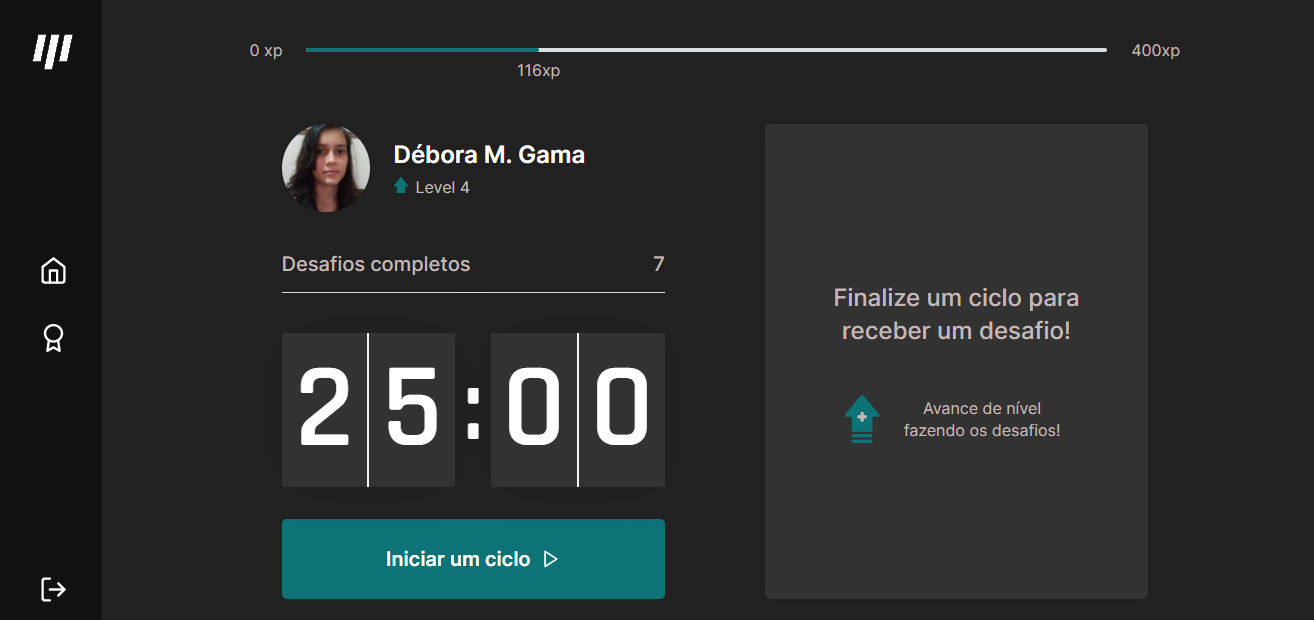 0 xp
400xp
116xp
Débora M. Gama
Level 4
Desafios completos 7
25:00
Iniciar um ciclo
Finalize um ciclo para
receber um desafio!
Avance de nível
fazendo os desafios!